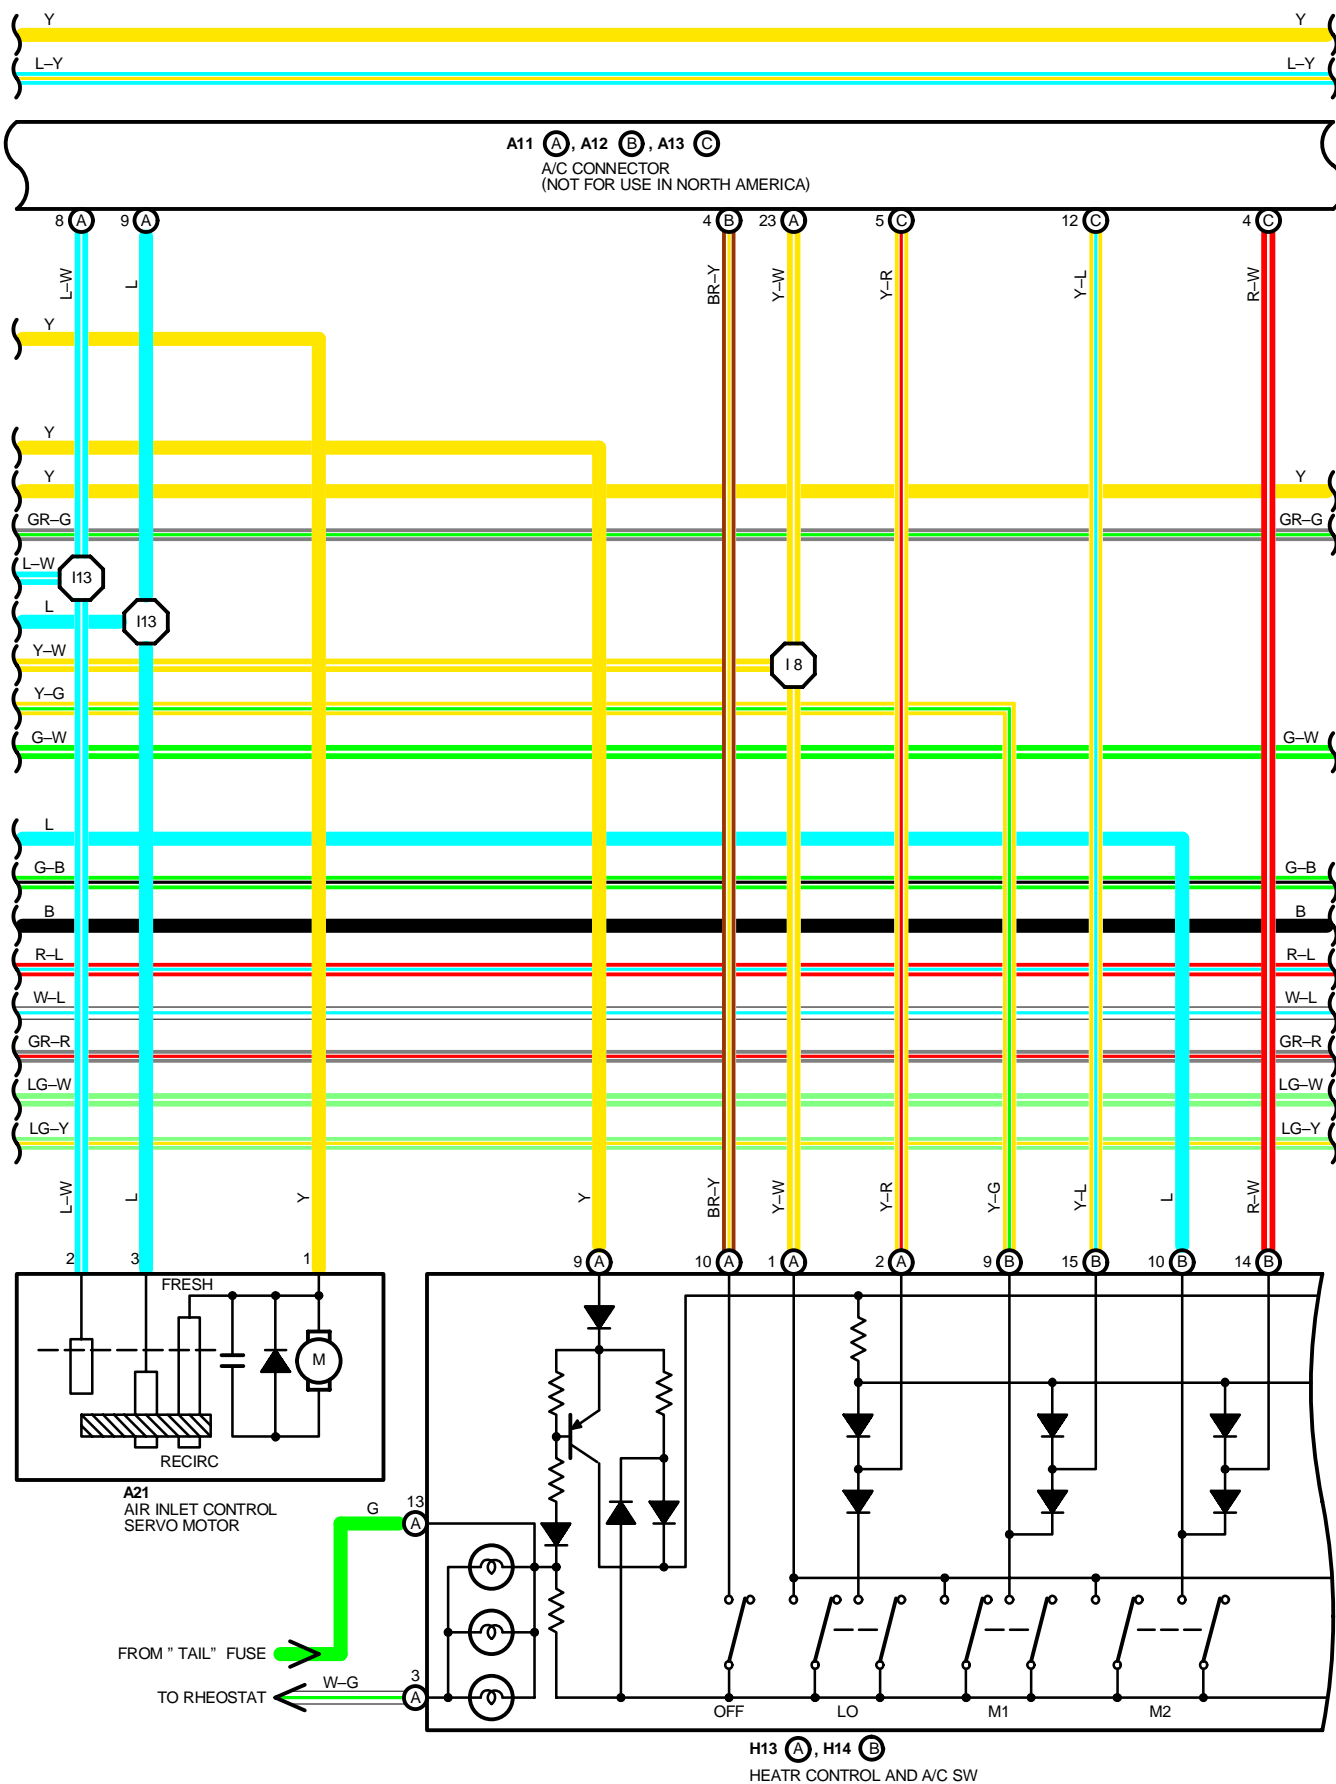 Y Y
L–Y L–Y
A11 A, A12 B, A13 C
A/C CONNECTOR
(NOT FOR USE IN NORTH AMERICA)
8 A 9 A 4 B 23 A 5 C 12 C 4 C
L–W L BR–Y Y–W Y–R Y–L R–W
Y
Y
Y Y
GR–G GR–G
L–W I13
L I13
Y–W I 8
Y–G
G–W G–W
L
G–B G–B
B B
R–L R–L
W–L W–L
GR–R GR–R
LG–W LG–W
LG–Y LG–Y
L–W L Y Y BR–Y Y–W Y–R Y–G Y–L L R–W
2 3 1 9 A 10 A 1 A 2 A 9 B 15 B 10 B 14 B
FRESH
M
RECIRC
A21
AIR INLET CONTROL
SERVO MOTOR
G 13 A
FROM ” TAIL” FUSE
TO RHEOSTAT W–G 3 A
OFF LO M1 M2
H13 A, H14 B
HEATR CONTROL AND A/C SW